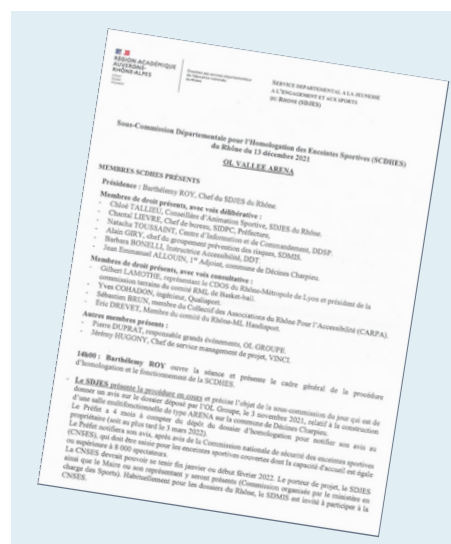 RÉGION ACADÉMIQUE
AUVERGNE-
RHÔNE-ALPES
SERVICE DEPARTEMENTAL A LA JEUNESSE
A L'ENGAGEMENT ET AUX SPORTS
DU RHONE (SDJES)
Sous-Commission Départementale pour l'Homologation des Enceintes Sportives (SCDHES)
du Rhône du 13 décembre 2021
OL VALLEE ARENA
MEMBRES SCDHES PRÉSENTS
Présidence : Barthélemy ROY, Chef du SDJES du Rhône.
Membres de droit présents, avec voix délibérative :
- Chloé TALLIEU, Conseillère d'Animation Sportive, SDJES du Rhône.
- Chantal LIEVRE, Chef de bureau, SIDPC, Préfecture,
- Natacha TOUSSAINT, Centre d'Information et de Commandement, DDSP.
- Alain GIRY, chef du groupement prévention des risques, SDMIS.
- Barbara BONELLI, Instructrice Accessibilité, DDT.
- Jean Emmanuel ALLOUIN, 1er Adjoint, commune de Décines Charpieu.
Membres de droit présents, avec voix consultative :
- Gilbert LAMOTHE, représentant le CDOS du Rhône-Métropole de Lyon et président de la
commission terrains du comité RML de Basket-ball.
- Yves COHADON, ingénieur, Qualisport.
- Sébastien BRUN, membre du Collectif des Associations du Rhône Pour l'Accessibilité (CARPA).
- Eric DREVET, Membre du comité du Rhône-ML Handisport.
Autres membres présents :
- Pierre DUPRAT, responsable grands événements, OL GROUPE.
- Jérémy HUGONY, Chef de service management de projet, VINCI.
14h00 : Barthélemy ROY ouvre la séance et présente le cadre général de la procédure
d'homologation et le fonctionnement de la SCDHES.
- Le SDJES présente la procédure en cours et précise l'objet de la sous-commission du jour qui est de
donner un avis sur le dossier déposé par l'OL Groupe, le 3 novembre 2021, relatif à la construction
d'une salle multifonctionnelle de type ARENA sur la commune de Décines Charpieu.
Le Préfet a 4 mois à compter du dépôt du dossier d'homologation pour notifier son avis au
propriétaire (soit au plus tard le 3 mars 2022).
Le Préfet notifiera son avis, après avis de la Commission nationale de sécurité des enceintes sportives
(CNSES), qui doit être saisie pour les enceintes sportives couvertes dont la capacité d'accueil est égale
ou supérieure à 8 000 spectateurs.
La CNSES devrait pouvoir se tenir fin janvier ou début février 2022. Le porteur de projet, le SDJES
ainsi que le Maire ou son représentant y seront présents (Commission organisée par le ministère en
charge des Sports). Habituellement pour les dossiers du Rhône, le SDMIS est invité à participer à la
CNSES.